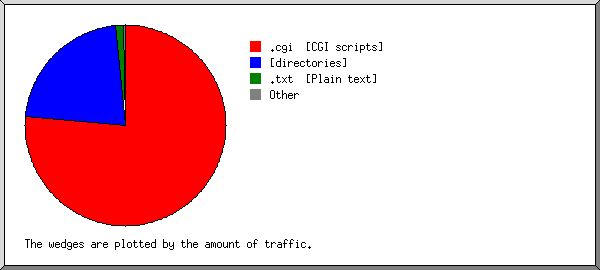 .cgi [CGI scripts]
[directories]
.txt [Plain text]
Other
The wedges are plotted by the amount of traffic.